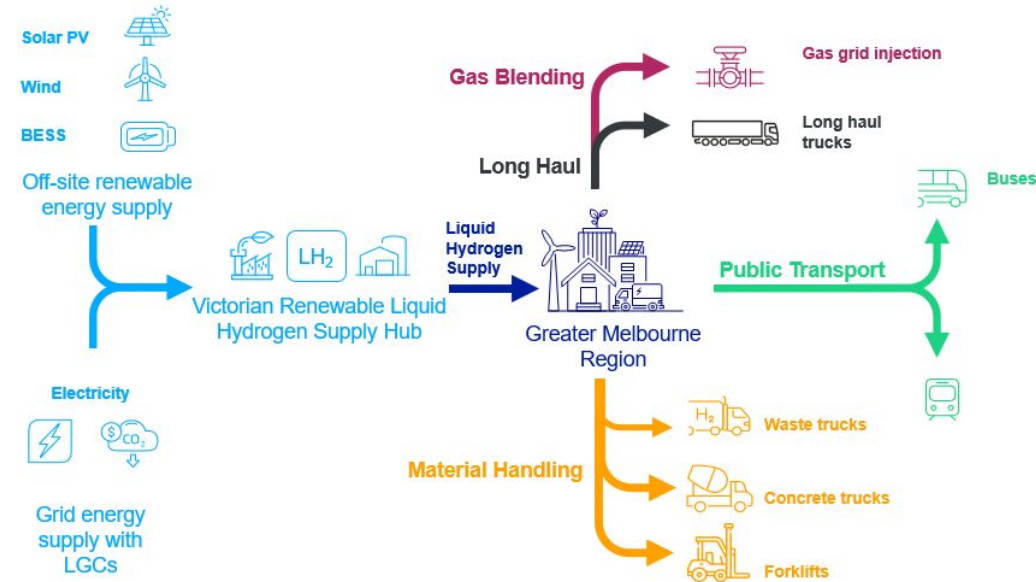 Solar PV
Wind
BESS
Off-site renewable
energy supply
Electricity
$
CO2
Grid energy
supply with
LGCs
LH2
Victorian Renewable Liquid
Hydrogen Supply Hub
Liquid
Hydrogen
Supply
Greater Melbourne
Region
Gas Blending
Gas grid injection
Long Haul
Long haul
trucks
Public Transport
Buses
Material Handling
H2
Waste trucks
Concrete trucks
Forklifts